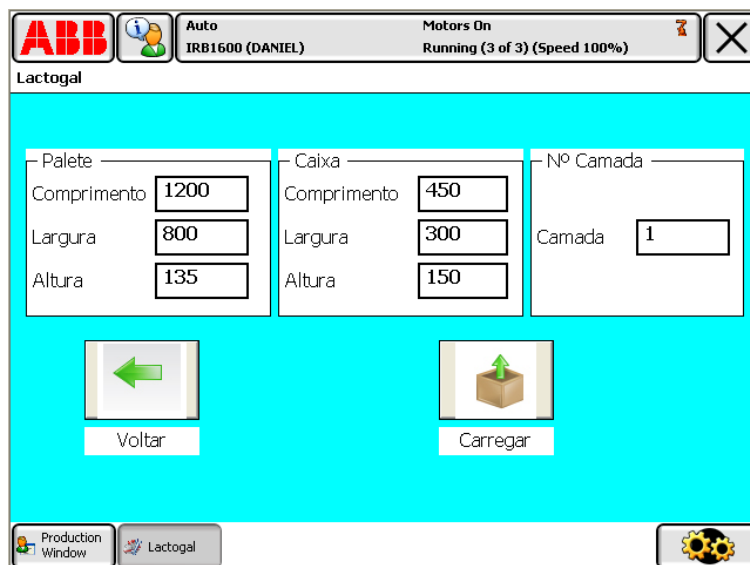 ABB
Auto
IRB1600 (DANIEL)
Motors On
Running (3 of 3) (Speed 100%)
Lactogal
Palete
Comprimento 1200
Largura 800
Altura 135
Caixa
Comprimento 450
Largura 300
Altura 150
Nº Camada
Camada 1
Voltar
Carregar
Production
Window
Lactogal